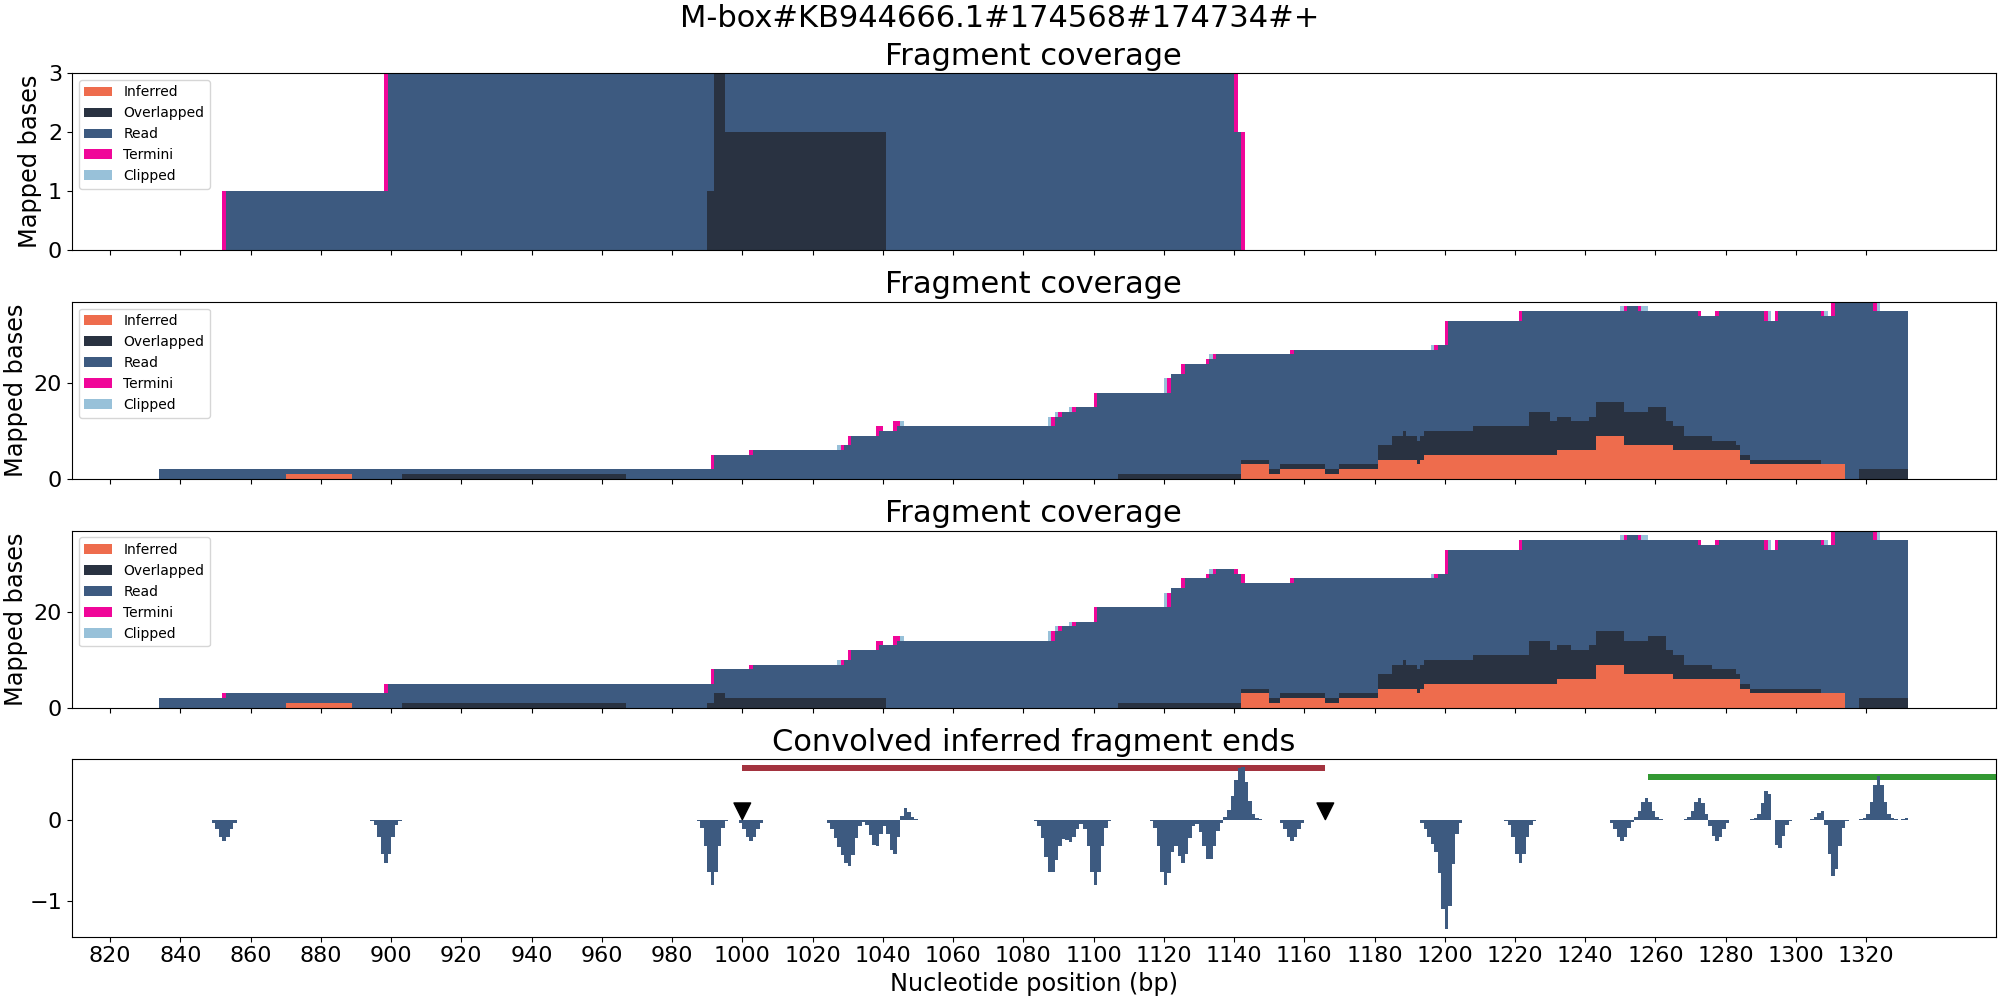 M-box#KB944666.1#174568#174734#+
Fragment coverage
Mapped bases
3
2
1
0
Inferred
Overlapped
Read
Termini
Clipped
Fragment coverage
Mapped bases
20
0
Inferred
Overlapped
Read
Termini
Clipped
Fragment coverage
Mapped bases
20
0
Inferred
Overlapped
Read
Termini
Clipped
Convolved inferred fragment ends
0
−1
820 840 860 880 900 920 940 960 980 1000 1020 1040 1060 1080 1100 1120 1140 1160 1180 1200 1220 1240 1260 1280 1300 1320
Nucleotide position (bp)